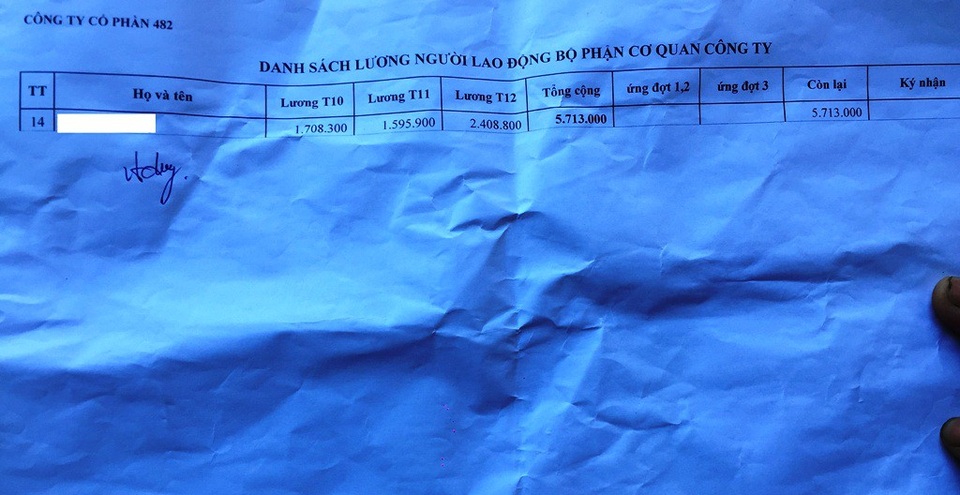 CÔNG TY CỔ PHẦN 482
DANH SÁCH LƯƠNG NGƯỜI LAO ĐỘNG BỘ PHẬN CƠ QUAN CÔNG TY
TT Họ và tên Lương T10 Lương T11 Lương T12 Tổng cộng ứng đợt 1,2 ứng đợt 3 Còn lại Ký nhận
14 1.708.300 1.595.900 2.408.800 5.713.000 5.713.000